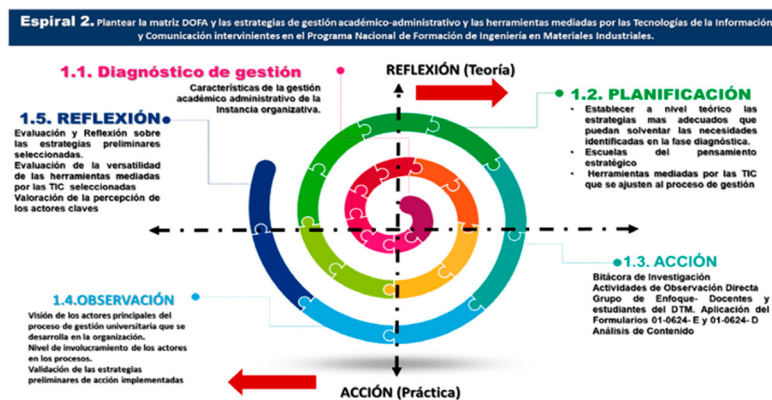 Espiral 2. Plantear la matriz DOFA y las estrategias de gestión académico-administrativo y las herramientas mediadas por las Tecnologías de la Información
y Comunicación intervinientes en el Programa Nacional de Formación de Ingeniería en Materiales Industriales.
1.1. Diagnóstico de gestión
Características de la gestión
académico administrativo de la
Instancia organizativa.
REFLEXIÓN (Teoría)
1.2. PLANIFICACIÓN
• Establecer a nivel teórico las
estrategias mas adecuados que
puedan solventar las necesidades
identificadas en la fase diagnóstica.
• Escuelas del pensamiento
estratégico
• Herramientas mediadas por las TIC
que se ajusten al proceso de gestión
1.5. REFLEXIÓN
Evaluación y Reflexión sobre
las estrategias preliminares
seleccionadas.
Evaluación de la versatilidad
de las herramientas mediadas
por las TIC seleccionadas
Valoración de la percepción de
los actores claves
1.3. ACCIÓN
Bitácora de Investigación
Actividades de Observación Directa
Grupo de Enfoque- Docentes y
estudiantes del DTM. Aplicación del
Formularios 01-0624- E y 01-0624- D
Análisis de Contenido
1.4.OBSERVACIÓN
Visión de los actores principales del
proceso de gestión universitaria que se
desarrolla en la organización.
Nivel de involucramiento de los actores
en los procesos.
Validación de las estrategias
preliminares de acción implementadas
ACCIÓN (Práctica)